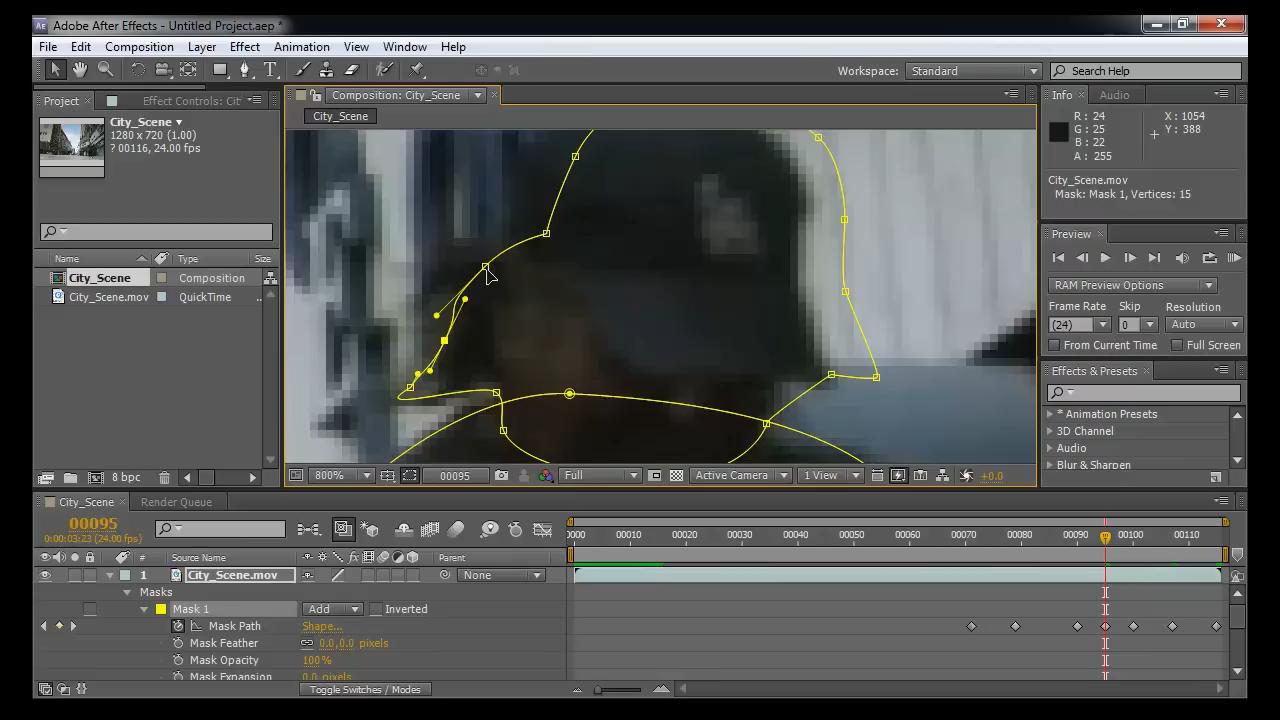 Ae Adobe After Effects - Untitled Project.aep *
File Edit Composition Layer Effect Animation View Window Help
Workspace: Standard Search Help
Project Effect Controls: Cit
City_Scene
1280 x 720 (1.00)
? 00116, 24.00 fps
Name Type Size
City_Scene Composition
City_Scene.mov QuickTime ..
8 bpc
Composition: City_Scene
City_Scene
800% 00095 Full Active Camera 1 View +0.0
Info Audio
R : 24 X : 1054
G : 25 Y : 388
B : 22
A : 255
City_Scene.mov
Mask: Mask 1, Vertices: 15
Preview
RAM Preview Options
Frame Rate Skip Resolution
(24) 0 Auto
From Current Time Full Screen
Effects & Presets
* Animation Presets
3D Channel
Audio
Blur & Sharpen
City_Scene Render Queue
00095
0:00:03:23 (24.00 fps)
# Source Name fx Parent
0000 00010 00020 00030 00040 00050 00060 00070 00080 00090 00100 00110
1 City_Scene.mov None
Masks
Mask 1 Add Inverted
Mask Path Shape...
Mask Feather 0.0,0.0 pixels
Mask Opacity 100%
Mask Expansion 0.0 pixels
Toggle Switches / Modes